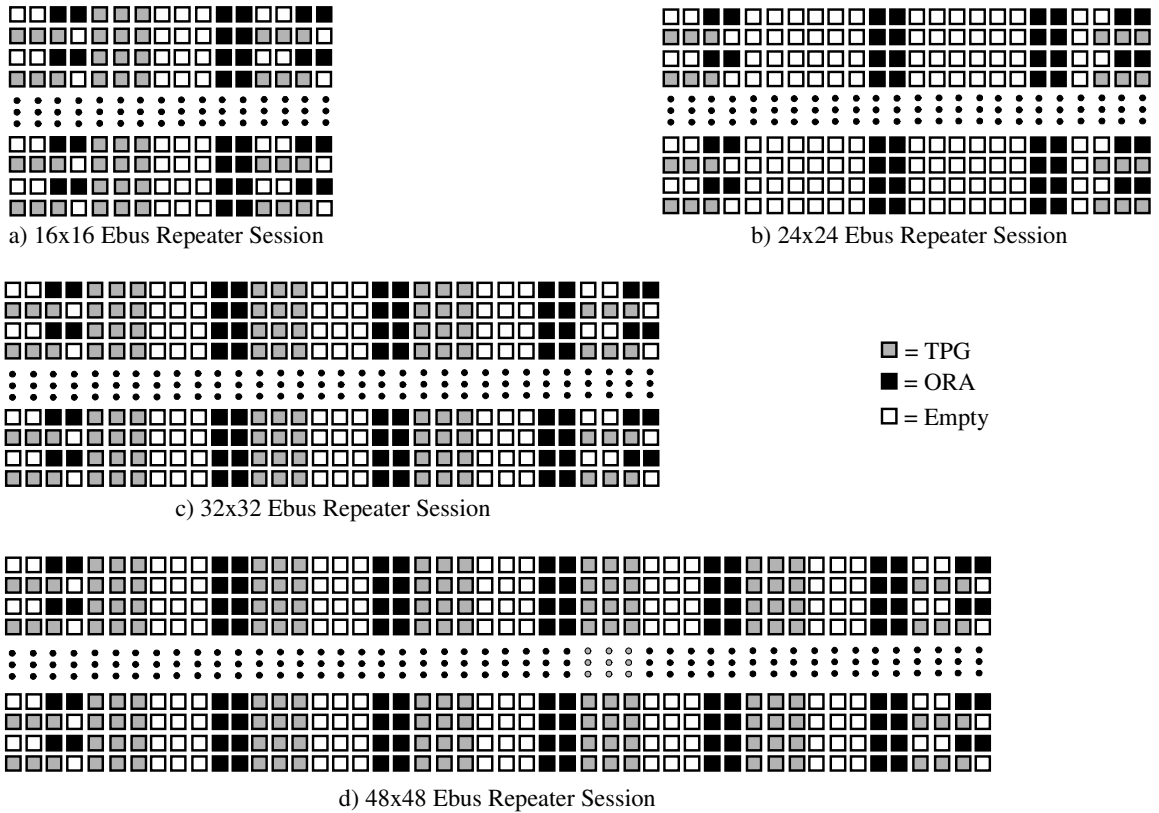 a) 16x16 Ebus Repeater Session
b) 24x24 Ebus Repeater Session
= TPG
= ORA
= Empty
c) 32x32 Ebus Repeater Session
d) 48x48 Ebus Repeater Session